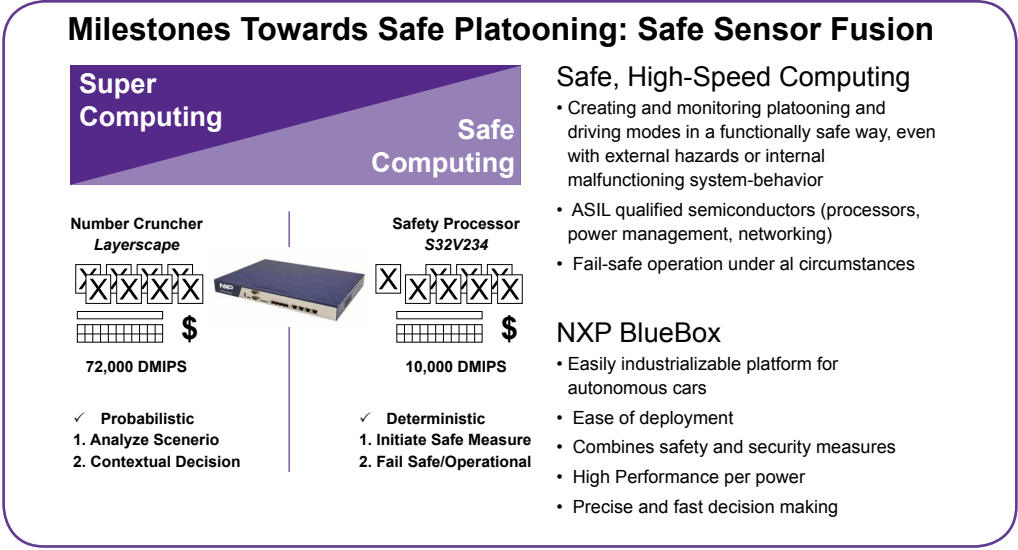 Milestones Towards Safe Platooning: Safe Sensor Fusion
Super
Computing
Safe
Computing
Number Cruncher
Layerscape
X X X X
X X X X
$
72,000 DMIPS
✓ Probabilistic
1. Analyze Scenerio
2. Contextual Decision
NXP
Safety Processor
S32V234
X X X X
X X X X
$
10,000 DMIPS
✓ Deterministic
1. Initiate Safe Measure
2. Fail Safe/Operational
Safe, High-Speed Computing
• Creating and monitoring platooning and
driving modes in a functionally safe way, even
with external hazards or internal
malfunctioning system-behavior
• ASIL qualified semiconductors (processors,
power management, networking)
• Fail-safe operation under al circumstances
NXP BlueBox
• Easily industrializable platform for
autonomous cars
• Ease of deployment
• Combines safety and security measures
• High Performance per power
• Precise and fast decision making